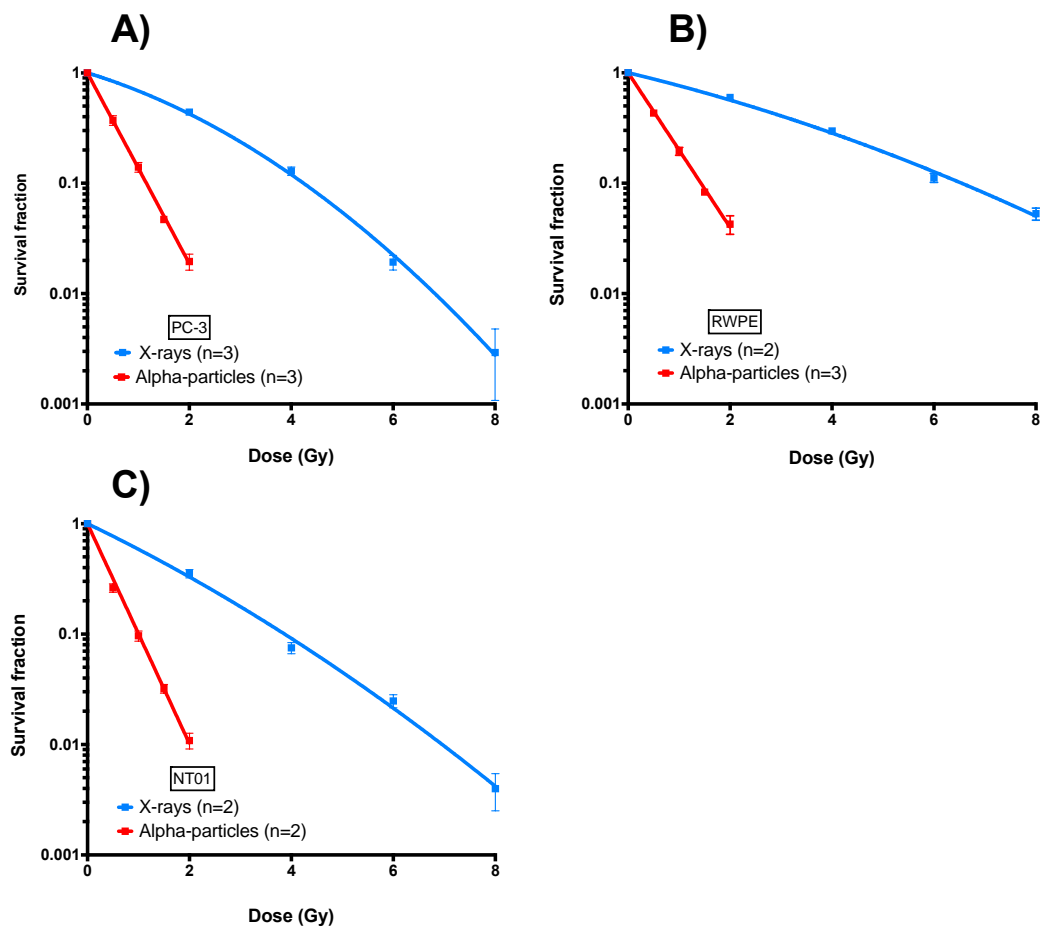 A)
1
0.1
0.01
0.001
Survival fraction
PC-3
X-rays (n=3)
Alpha-particles (n=3)
0 2 4 6 8
Dose (Gy)
B)
1
0.1
0.01
0.001
Survival fraction
RWPE
X-rays (n=2)
Alpha-particles (n=3)
0 2 4 6 8
Dose (Gy)
C)
1
0.1
0.01
0.001
Survival fraction
NT01
X-rays (n=2)
Alpha-particles (n=2)
0 2 4 6 8
Dose (Gy)